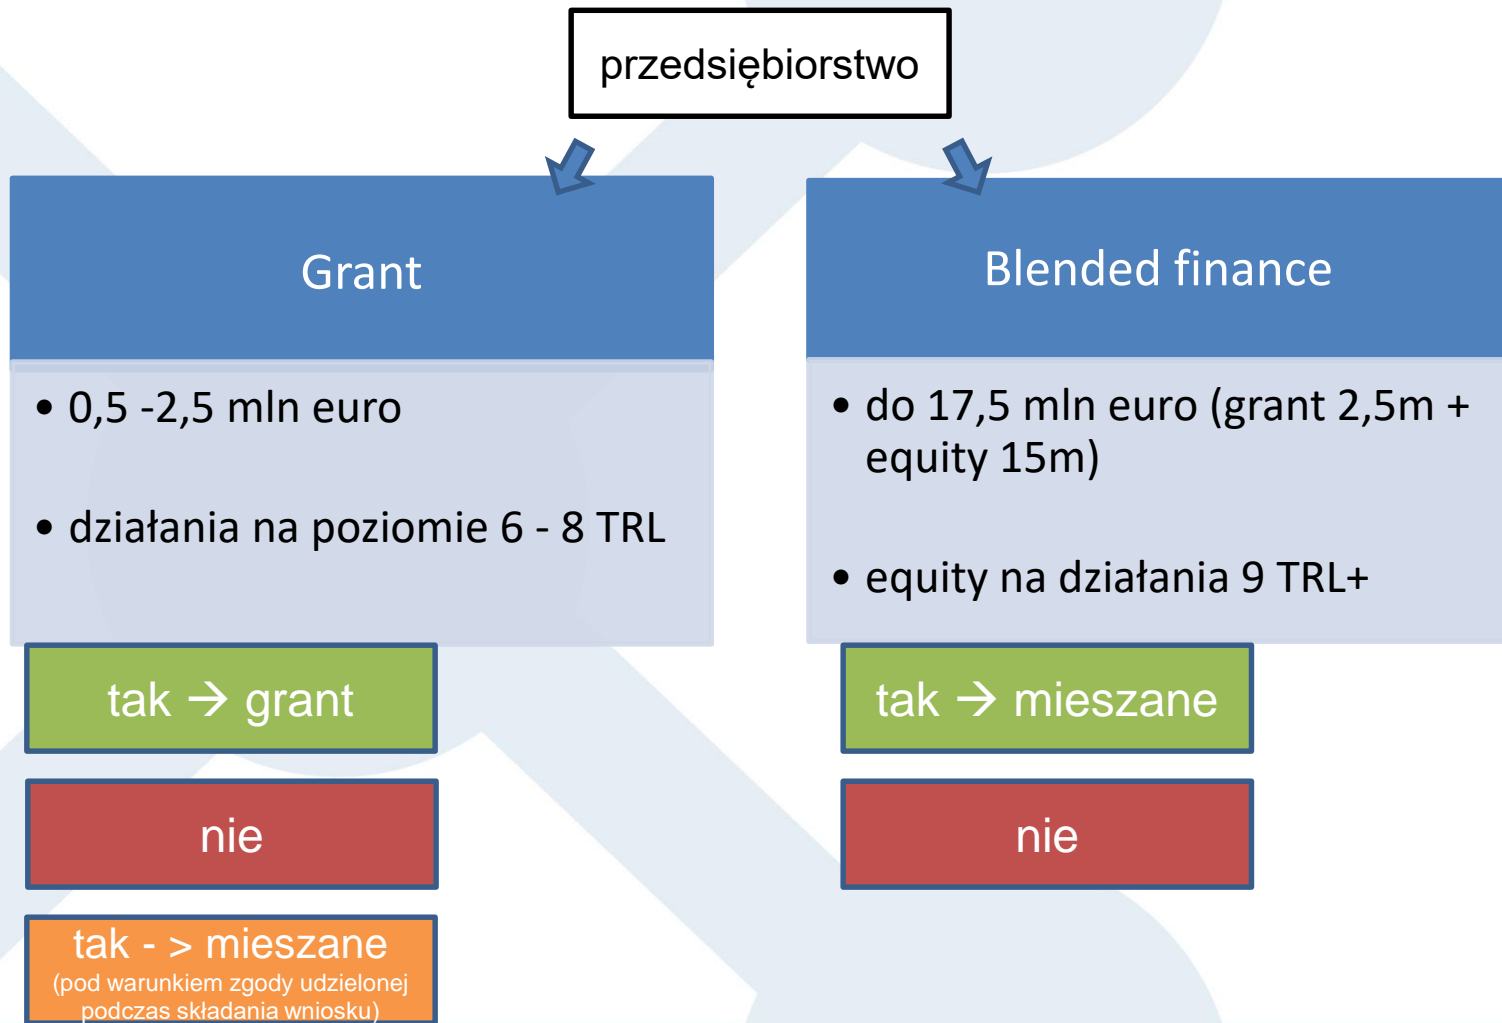 przedsiębiorstwo
Grant
• 0,5 -2,5 mln euro
• działania na poziomie 6 - 8 TRL
tak → grant
nie
tak - > mieszane
(pod warunkiem zgody udzielonej
podczas składania wniosku)
Blended finance
• do 17,5 mln euro (grant 2,5m +
equity 15m)
• equity na działania 9 TRL+
tak → mieszane
nie